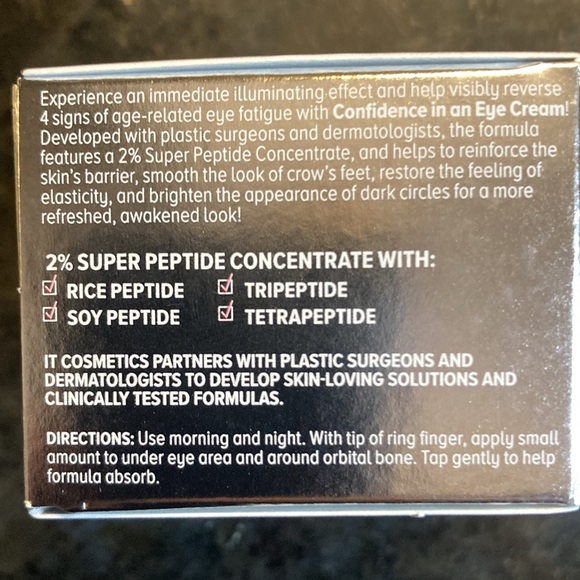 Experience an immediate illuminating effect and help visibly reverse
4 signs of age-related eye fatigue with Confidence in an Eye Cream!
Developed with plastic surgeons and dermatologists, the formula
features a 2% Super Peptide Concentrate, and helps to reinforce the
skin's barrier, smooth the look of crow's feet, restore the feeling of
elasticity, and brighten the appearance of dark circles for a more
refreshed, awakened look!
2% SUPER PEPTIDE CONCENTRATE WITH:
RICE PEPTIDE TRIPEPTIDE
SOY PEPTIDE TETRAPEPTIDE
IT COSMETICS PARTNERS WITH PLASTIC SURGEONS AND
DERMATOLOGISTS TO DEVELOP SKIN-LOVING SOLUTIONS AND
CLINICALLY TESTED FORMULAS.
DIRECTIONS: Use morning and night. With tip of ring finger, apply small
amount to under eye area and around orbital bone. Tap gently to help
formula absorb.